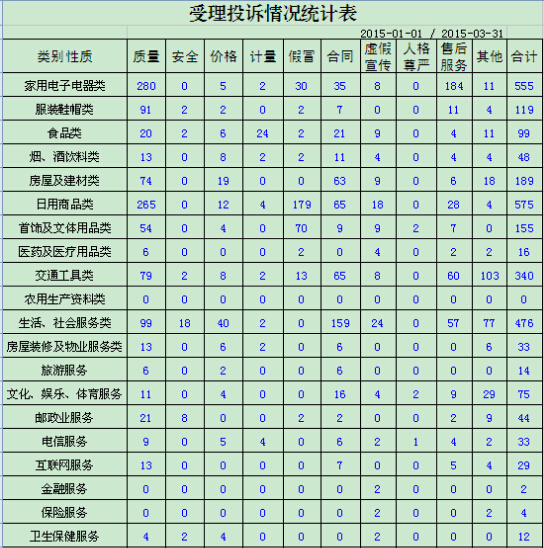 受理投诉情况统计表
2015-01-01 / 2015-03-31
类别性质 质量 安全 价格 计量 假冒 合同 虚假宣传 人格尊严 售后服务 其他 合计
家用电子电器类 280 0 5 2 30 35 8 0 184 11 555
服装鞋帽类 91 2 2 0 2 7 0 0 11 4 119
食品类 20 2 6 24 2 21 9 0 4 11 99
烟、酒饮料类 13 0 8 2 2 11 4 0 4 4 48
房屋及建材类 74 0 19 0 0 63 9 0 6 18 189
日用商品类 265 0 12 4 179 65 18 0 28 4 575
首饰及文体用品类 54 0 4 0 70 9 9 2 7 0 155
医药及医疗用品类 6 0 0 0 2 0 4 0 2 2 16
交通工具类 79 2 8 2 13 65 8 0 60 103 340
农用生产资料类 0 0 0 0 0 0 0 0 0 0 0
生活、社会服务类 99 18 40 2 0 159 24 0 57 77 476
房屋装修及物业服务类 13 0 6 2 0 6 0 0 0 6 33
旅游服务 6 0 2 0 0 6 0 0 0 0 14
文化、娱乐、体育服务 11 0 4 0 0 16 4 2 9 29 75
邮政业服务 21 8 0 0 2 2 0 0 2 9 44
电信服务 9 0 5 4 0 6 2 1 4 2 33
互联网服务 13 0 0 0 0 7 0 0 5 4 29
金融服务 0 0 0 0 0 0 2 0 0 0 2
保险服务 0 0 0 0 0 0 2 0 0 2 4
卫生保健服务 4 2 4 0 0 0 2 0 0 0 12